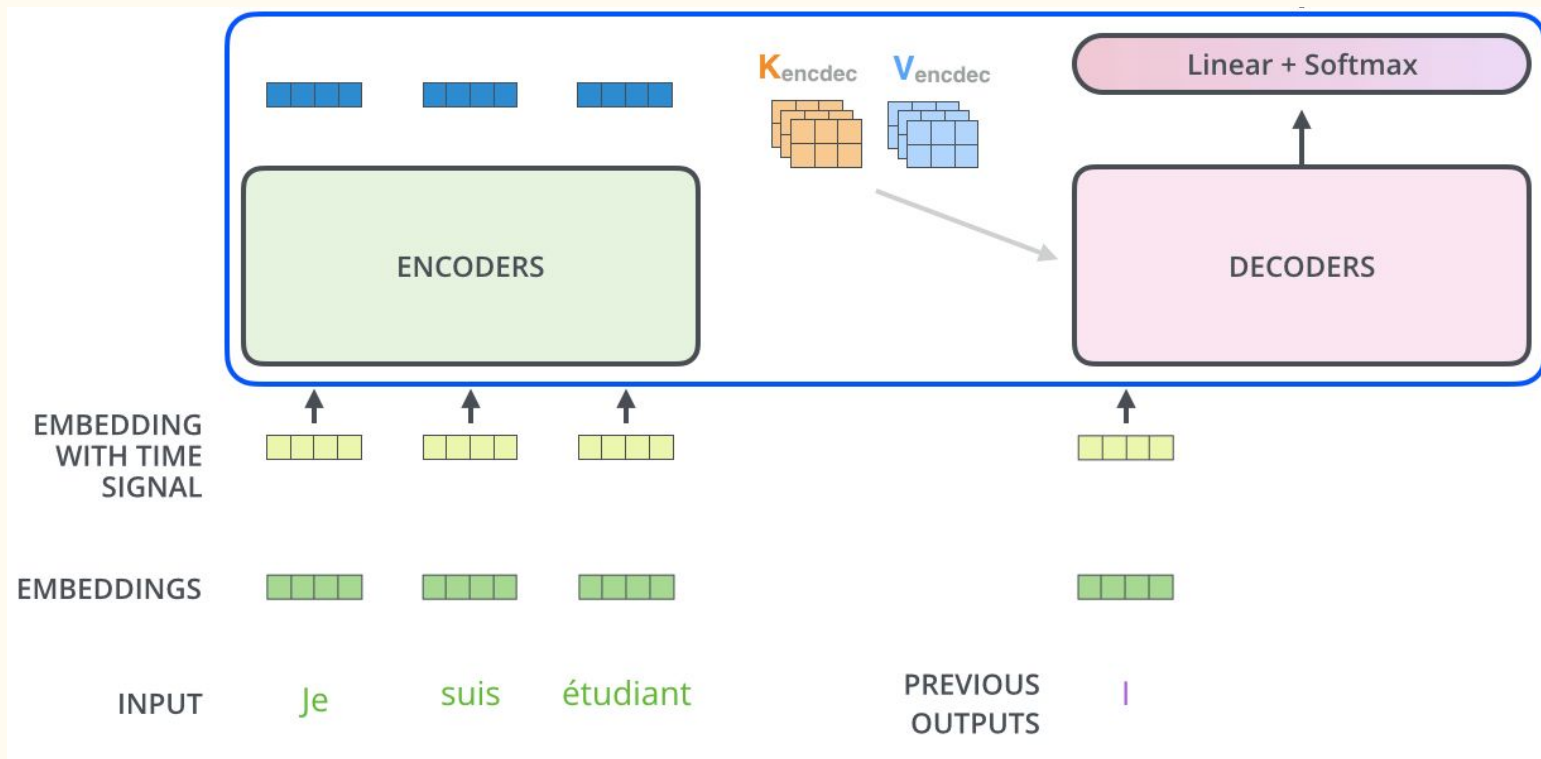 Kencdec
Vencdec
Linear + Softmax
ENCODERS
DECODERS
EMBEDDING
WITH TIME
SIGNAL
EMBEDDINGS
INPUT
Je
suis
étudiant
PREVIOUS
OUTPUTS
I